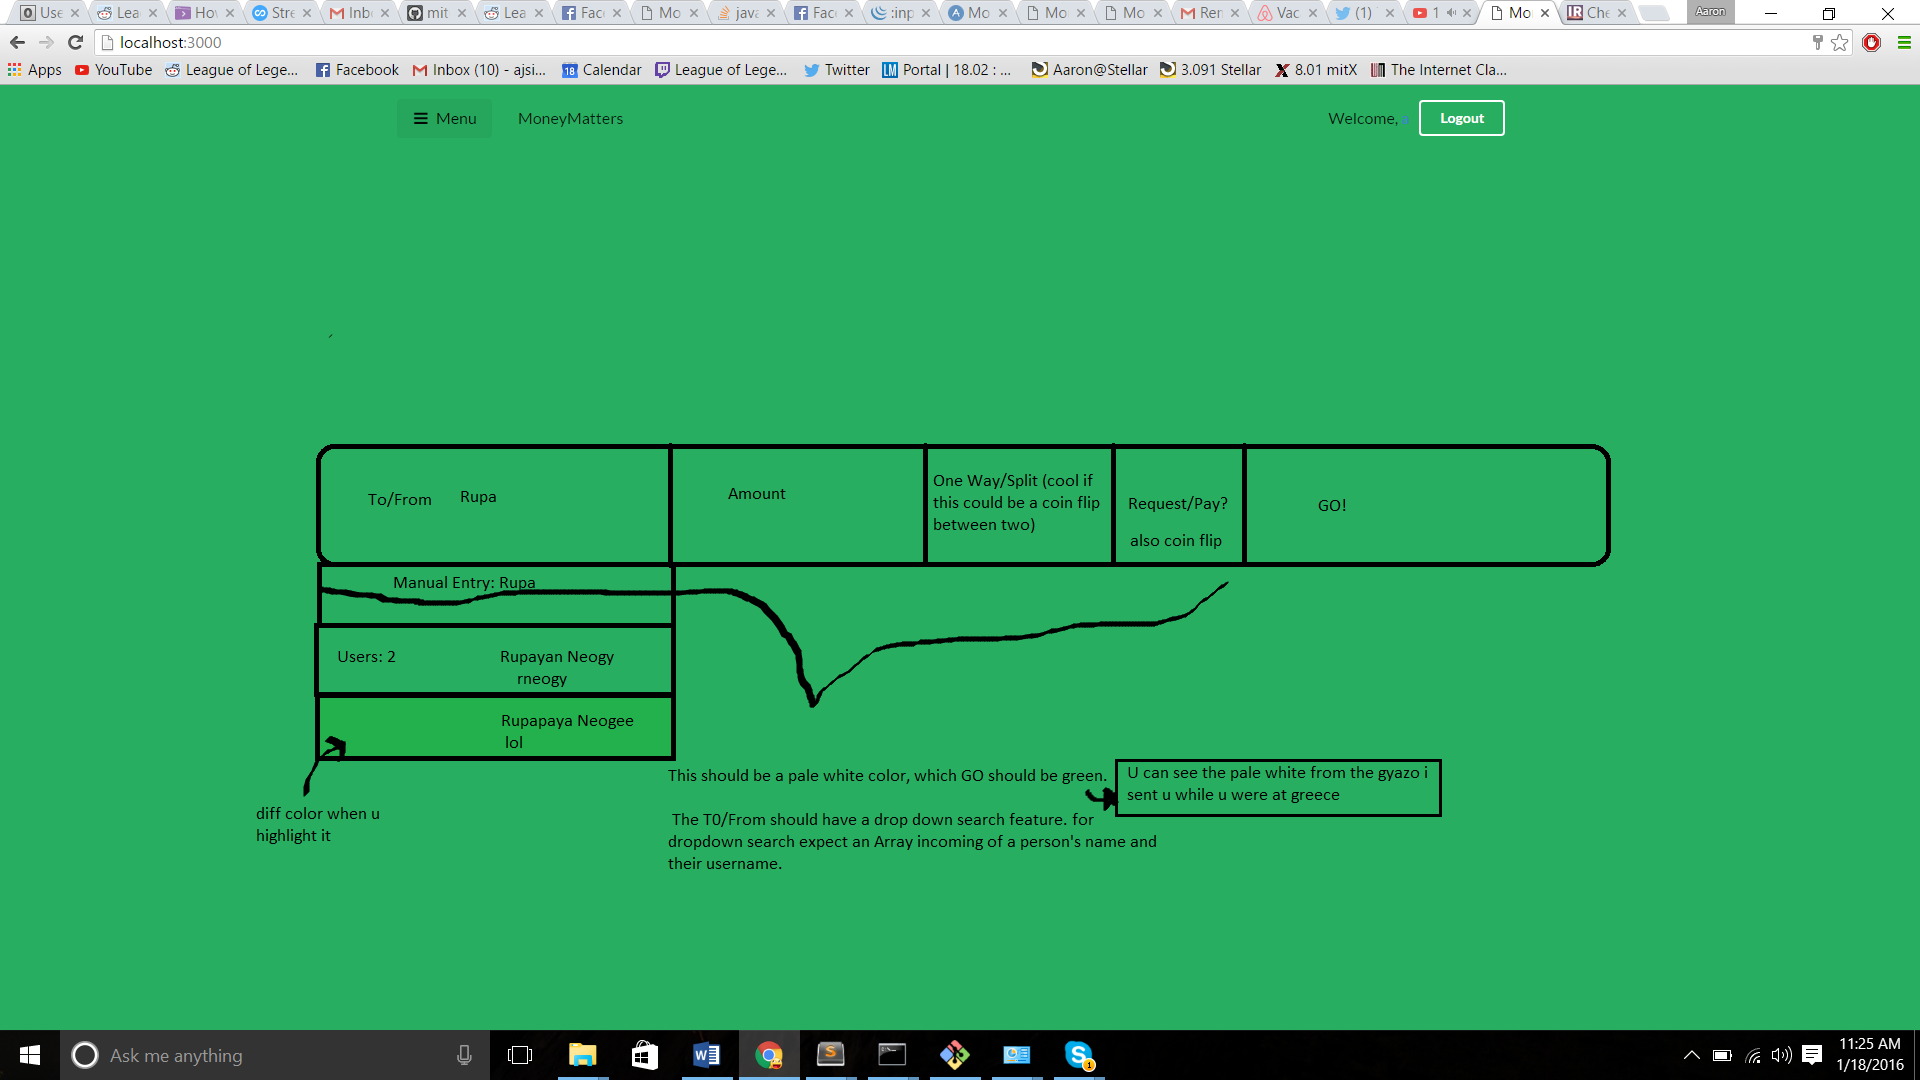 Use
Lea
Hov
Stre
Inb
mit
Lea
Fac
Mo
java
Fac
:inp
Mo
Mo
Mo
Ren
Vac
(1)
1
Mo
Che
Aaron
localhost:3000
Apps
YouTube
League of Lege...
Facebook
Inbox (10) - ajsi...
18
Calendar
League of Lege...
Twitter
LM
Portal | 18.02 : ...
Aaron@Stellar
3.091 Stellar
8.01 mitX
The Internet Cla...
Menu
MoneyMatters
Welcome,
Logout
To/From Rupa
Amount
One Way/Split (cool if
this could be a coin flip
between two)
Request/Pay?
also coin flip
GO!
Manual Entry: Rupa
Users: 2
Rupayan Neogy
rneogy
Rupapaya Neogee
lol
diff color when u
highlight it
This should be a pale white color, which GO should be green.
U can see the pale white from the gyazo i
sent u while u were at greece
The T0/From should have a drop down search feature. for
dropdown search expect an Array incoming of a person's name and
their username.
Ask me anything
1
11:25 AM
1/18/2016